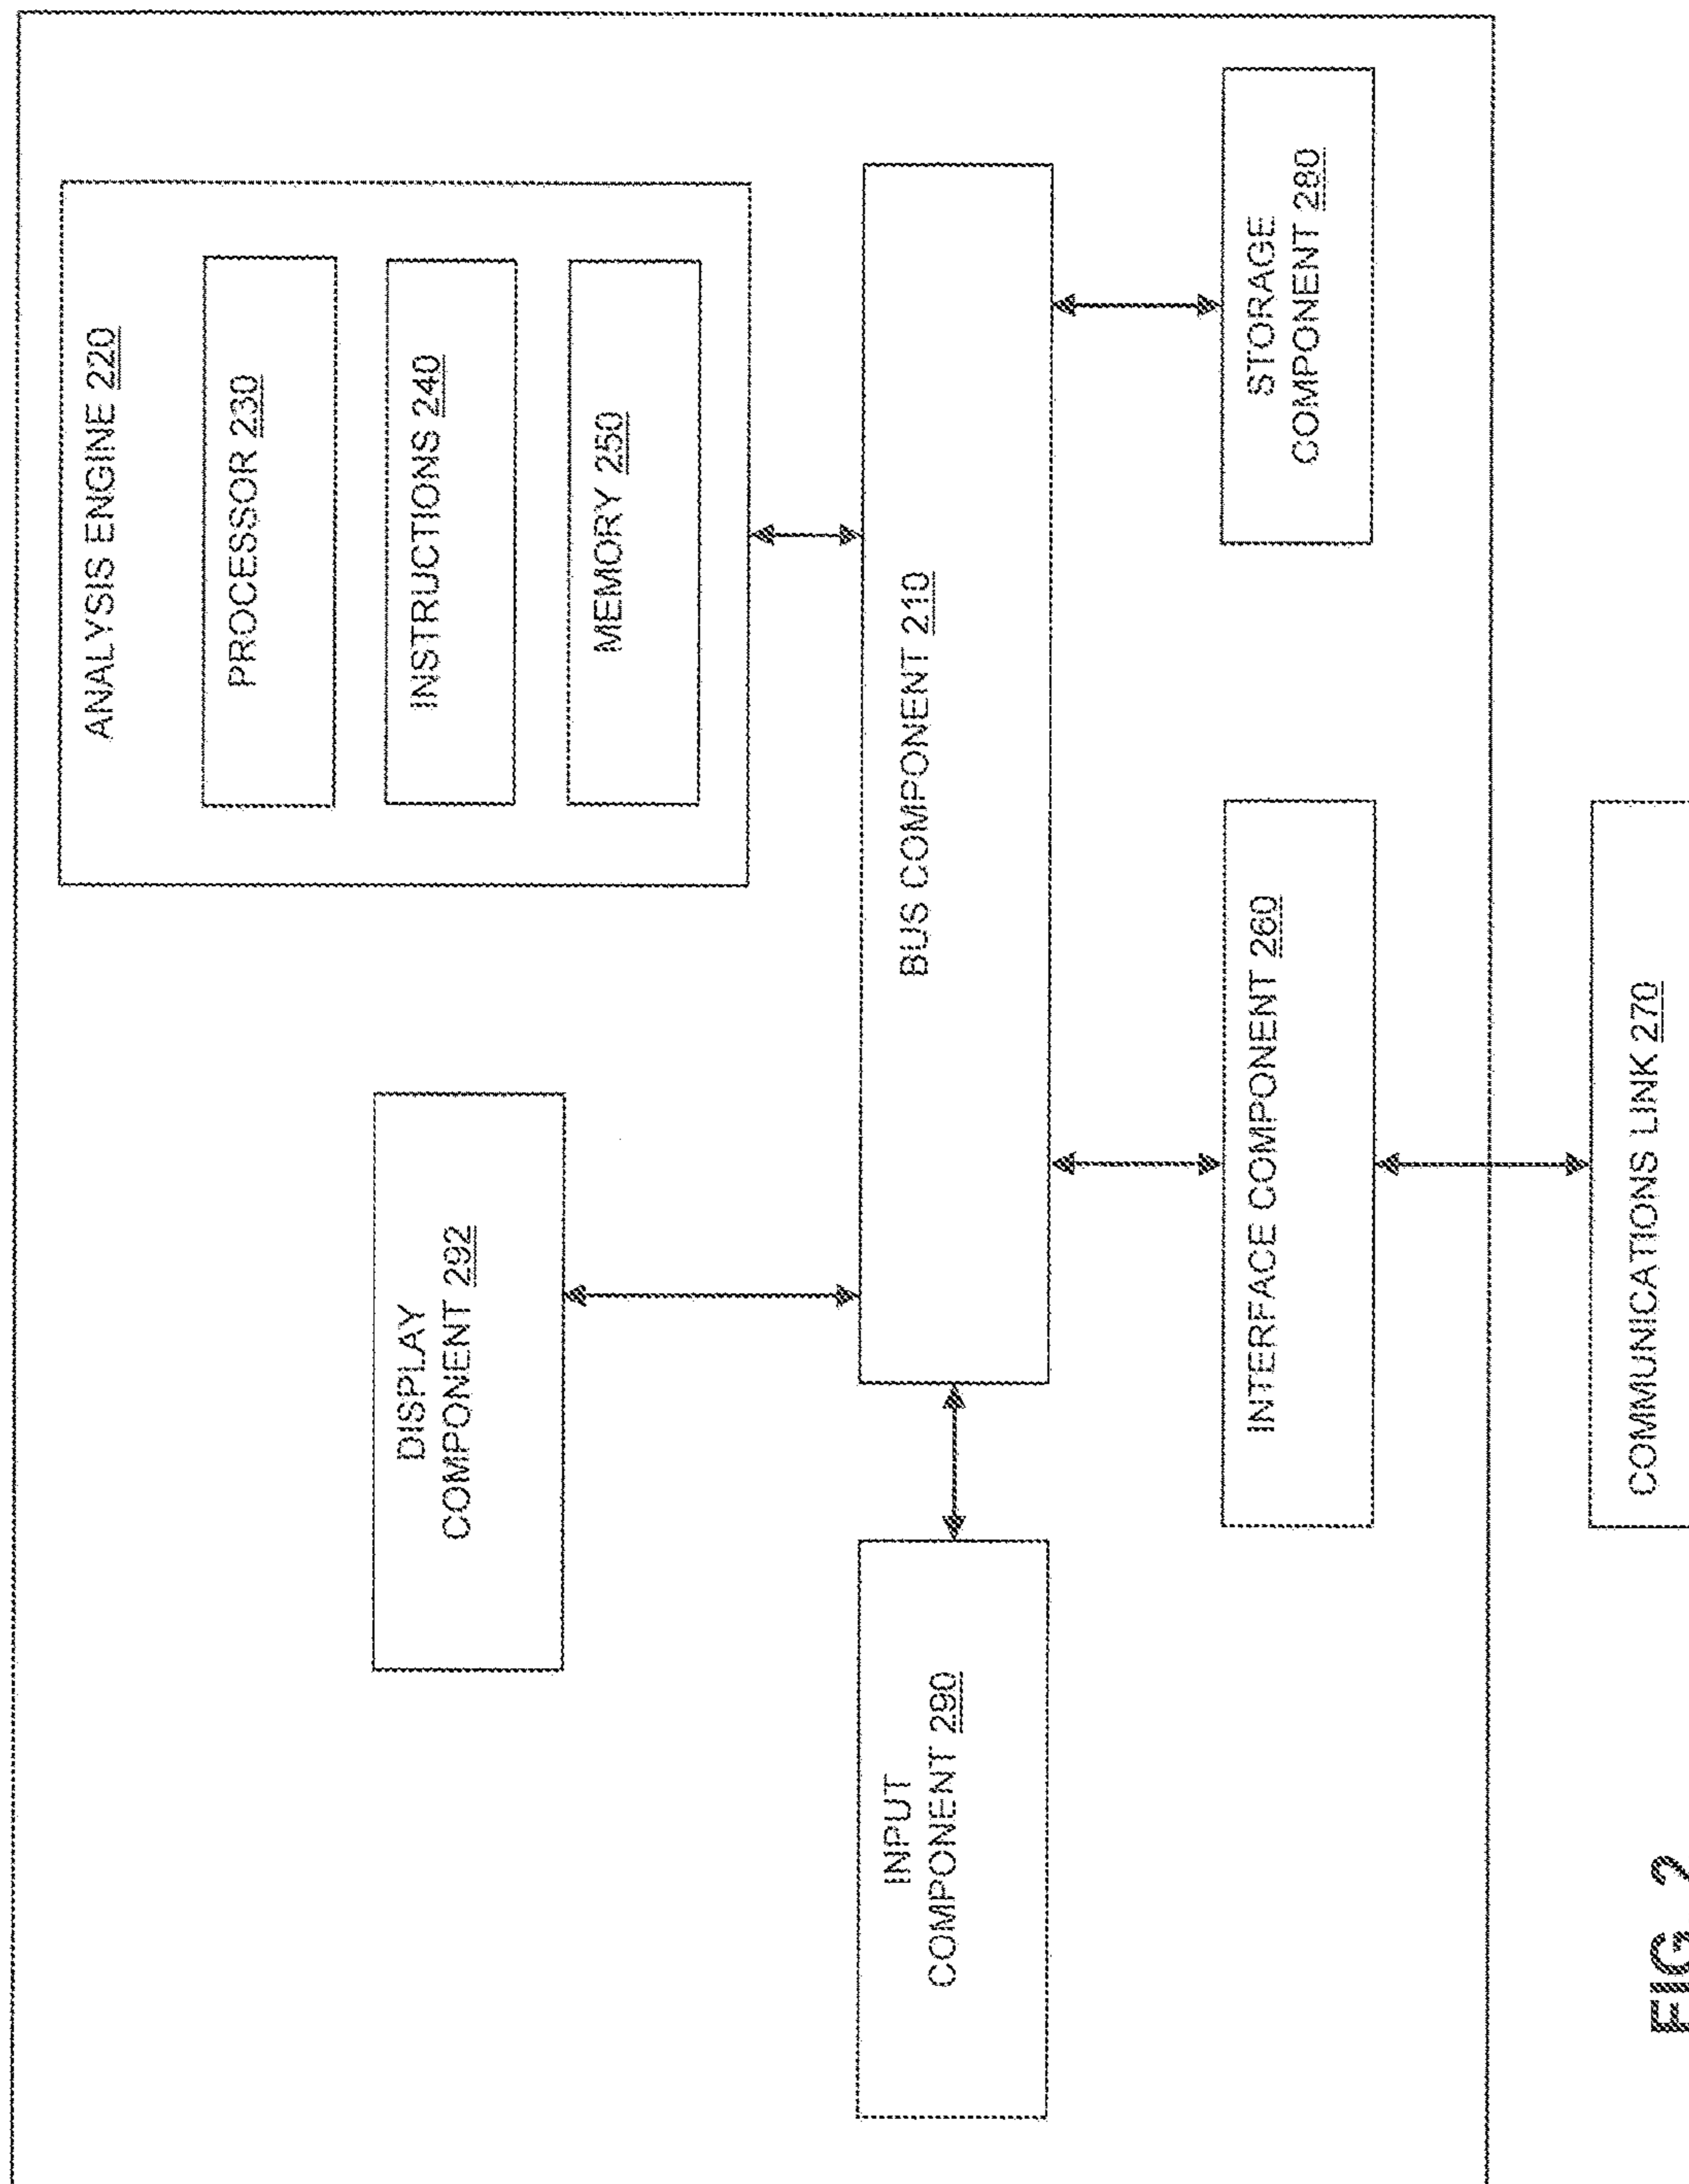 ANALYSIS ENGINE 220
PROCESSOR 230
INSTRUCTIONS 240
MEMORY 250
DISPLAY
COMPONENT 292
BUS COMPONENT 210
INPUT
COMPONENT 290
INTERFACE COMPONENT 260
STORAGE
COMPONENT 280
COMMUNICATIONS LINK 270
FIG. 2